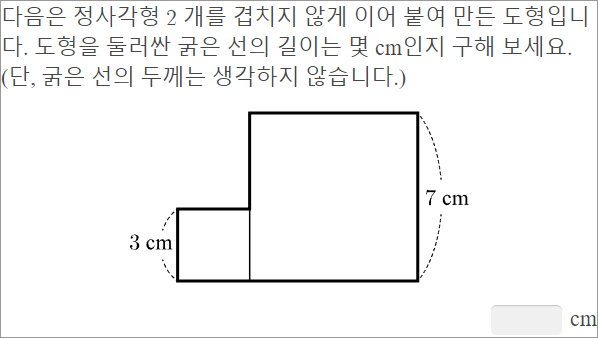 다음은 정사각형 2 개를 겹치지 않게 이어 붙여 만든 도형입니
다. 도형을 둘러싼 굵은 선의 길이는 몇 cm인지 구해 보세요.
(단, 굵은 선의 두께는 생각하지 않습니다.)
7 cm
3 cm
cm